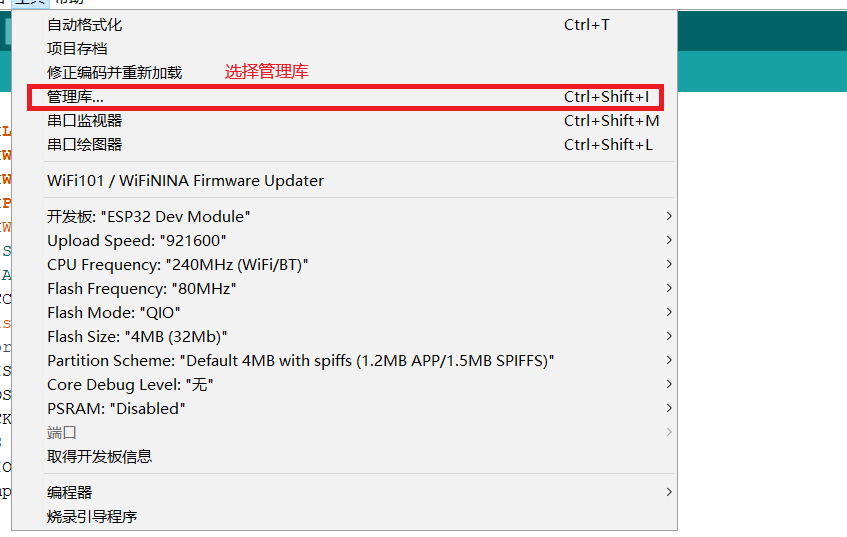 工具 帮助
自动格式化 Ctrl+T
项目存档
修正编码并重新加载 选择管理库
管理库... Ctrl+Shift+I
串口监视器 Ctrl+Shift+M
串口绘图器 Ctrl+Shift+L
WiFi101 / WiFiNINA Firmware Updater
开发板: "ESP32 Dev Module"
Upload Speed: "921600"
CPU Frequency: "240MHz (WiFi/BT)"
Flash Frequency: "80MHz"
Flash Mode: "QIO"
Flash Size: "4MB (32Mb)"
Partition Scheme: "Default 4MB with spiffs (1.2MB APP/1.5MB SPIFFS)"
Core Debug Level: "无"
PSRAM: "Disabled"
端口
取得开发板信息
编程器
烧录引导程序